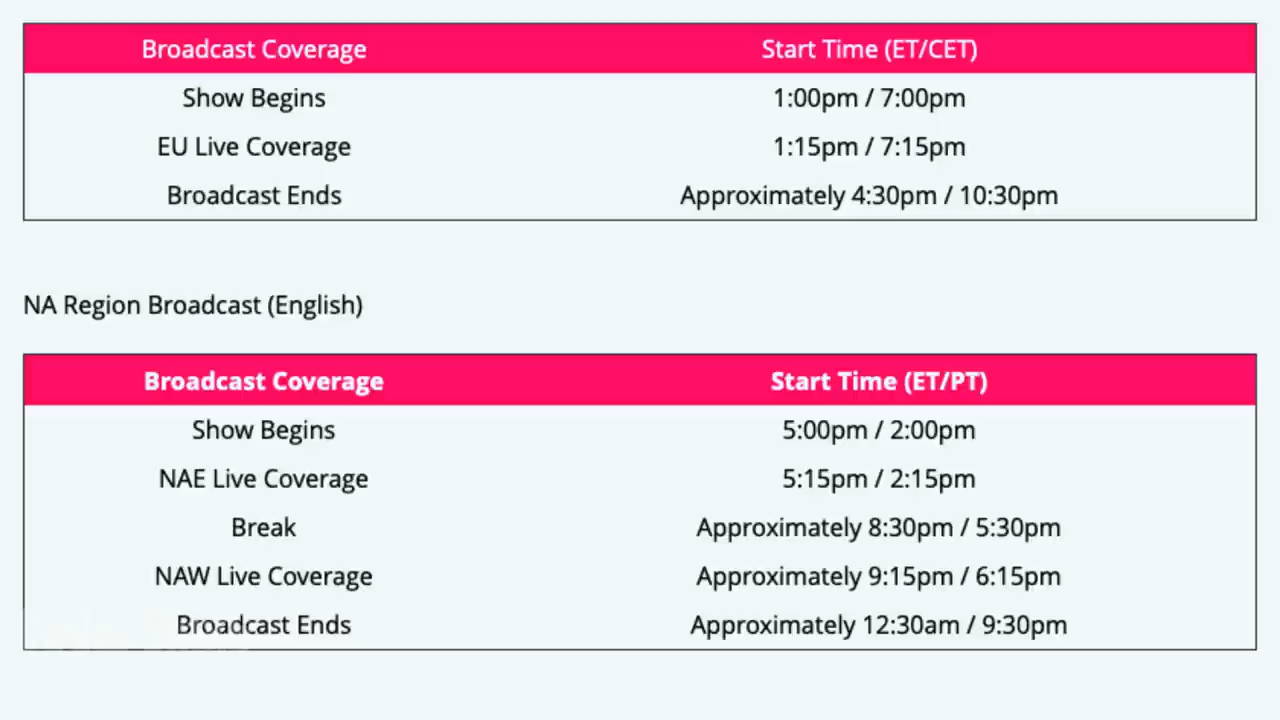 Broadcast Coverage Start Time (ET/CET)
Show Begins 1:00pm / 7:00pm
EU Live Coverage 1:15pm / 7:15pm
Broadcast Ends Approximately 4:30pm / 10:30pm
NA Region Broadcast (English)
Broadcast Coverage Start Time (ET/PT)
Show Begins 5:00pm / 2:00pm
NAE Live Coverage 5:15pm / 2:15pm
Break Approximately 8:30pm / 5:30pm
NAW Live Coverage Approximately 9:15pm / 6:15pm
Broadcast Ends Approximately 12:30am / 9:30pm